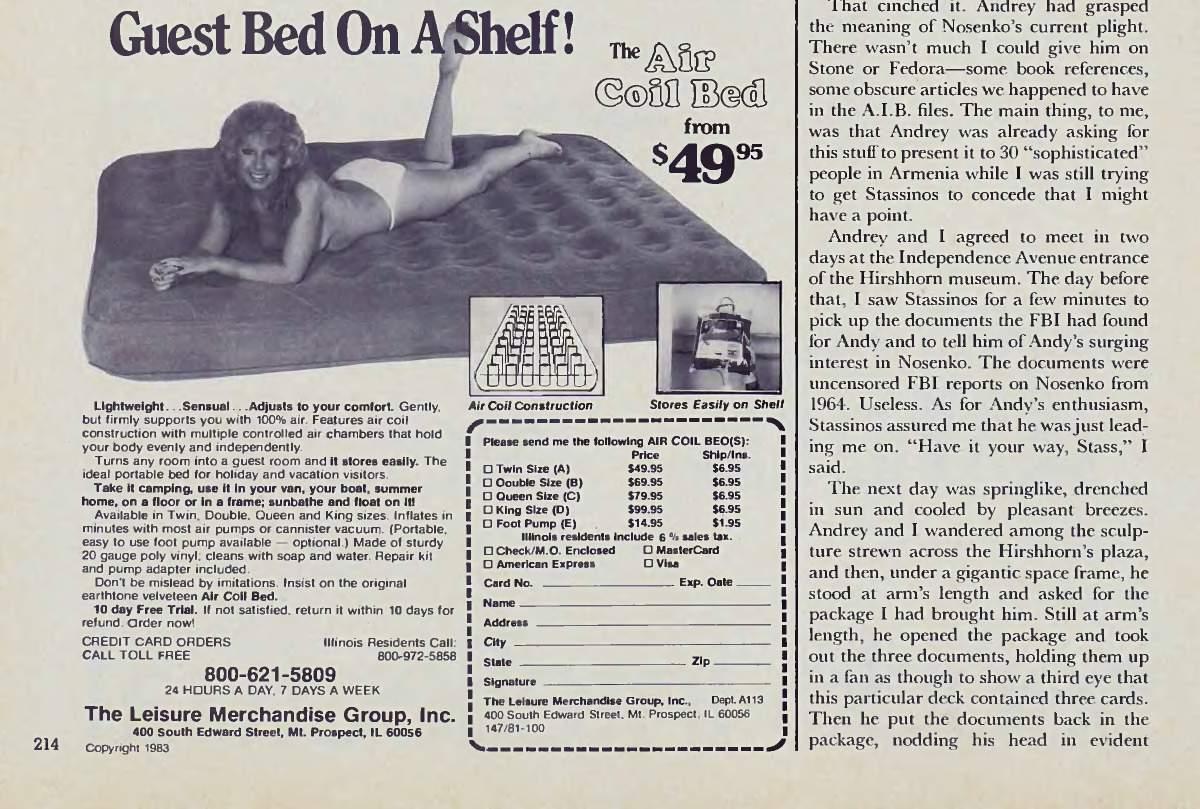 Guest Bed On A Shelf!
The Air
Coil Bed
from
$49 95
Air Coil Construction
Stores Easily on Shelf
Lightweight...Sensual...Adjusts to your comfort. Gently,
but firmly supports you with 100% air. Features air coil
construction with multiple controlled air chambers that hold
your body evenly and independently.
Turns any room into a guest room and it stores easily. The
ideal portable bed for holiday and vacation visitors.
Take it camping, use it in your van, your boat, summer
home, on a floor or in a frame; sunbathe and float on it!
Available in Twin, Double, Queen and King sizes. Inflates in
minutes with most air pumps or cannister vacuum. (Portable,
easy to use foot pump available — optional.) Made of sturdy
20 gauge poly vinyl; cleans with soap and water. Repair kit
and pump adapter included.
Don't be mislead by imitations. Insist on the original
earthtone velveteen Air Coil Bed.
10 day Free Trial. If not satisfied, return it within 10 days for
refund. Order now!
CREDIT CARD ORDERS Illinois Residents Call:
CALL TOLL FREE 800-972-5858
800-621-5809
24 HOURS A DAY, 7 DAYS A WEEK
The Leisure Merchandise Group, Inc.
400 South Edward Street, Mt. Prospect, IL 60056
Copyright 1983
214
Please send me the following AIR COIL BED(S):
Price Ship/Ins.
☐ Twin Size (A) $49.95 $6.95
☐ Double Size (B) $69.95 $6.95
☐ Queen Size (C) $79.95 $6.95
☐ King Size (D) $99.95 $6.95
☐ Foot Pump (E) $14.95 $1.95
Illinois residents include 6% sales tax.
☐ Check/M.O. Enclosed ☐ MasterCard
☐ American Express ☐ Visa
Card No. Exp. Date
Name
Address
City
State Zip
Signature
The Leisure Merchandise Group, Inc., Dept. A113
400 South Edward Street, Mt. Prospect, IL 60056
147/81-100
That cinched it. Andrey had grasped
the meaning of Nosenko's current plight.
There wasn't much I could give him on
Stone or Fedora—some book references,
some obscure articles we happened to have
in the A.I.B. files. The main thing, to me,
was that Andrey was already asking for
this stuff to present it to 30 "sophisticated"
people in Armenia while I was still trying
to get Stassinos to concede that I might
have a point.
Andrey and I agreed to meet in two
days at the Independence Avenue entrance
of the Hirshhorn museum. The day before
that, I saw Stassinos for a few minutes to
pick up the documents the FBI had found
for Andy and to tell him of Andy's surging
interest in Nosenko. The documents were
uncensored FBI reports on Nosenko from
1964. Useless. As for Andy's enthusiasm,
Stassinos assured me that he was just lead-
ing me on. "Have it your way, Stass," I
said.
The next day was springlike, drenched
in sun and cooled by pleasant breezes.
Andrey and I wandered among the sculp-
ture strewn across the Hirshhorn's plaza,
and then, under a gigantic space frame, he
stood at arm's length and asked for the
package I had brought him. Still at arm's
length, he opened the package and took
out the three documents, holding them up
in a fan as though to show a third eye that
this particular deck contained three cards.
Then he put the documents back in the
package, nodding his head in evident